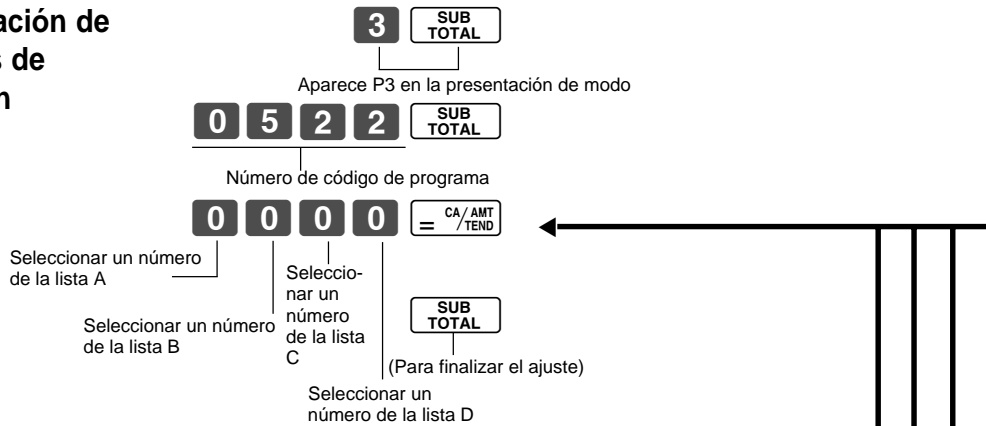 ación de
s de
n
3 SUB TOTAL
Aparece P3 en la presentación de modo
0 5 2 2 SUB TOTAL
Número de código de programa
0 0 0 0 = CA/AMT TEND
Seleccionar un número
de la lista A
Seleccionar un número
de la lista B
Seleccio-
nar un
número
de la lista
C
SUB TOTAL
(Para finalizar el ajuste)
Seleccionar un
número de la lista D